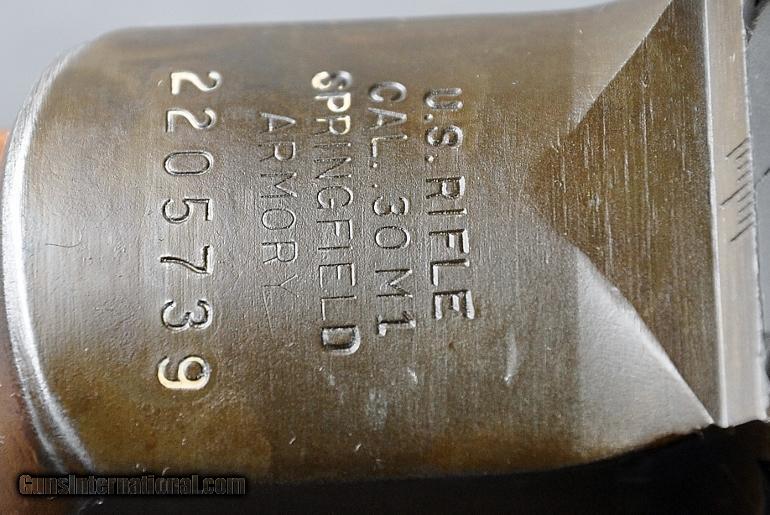 U.S. RIFLE
CAL. .30 M1
SPRINGFIELD
ARMORY
2205739
GunsInternational.com